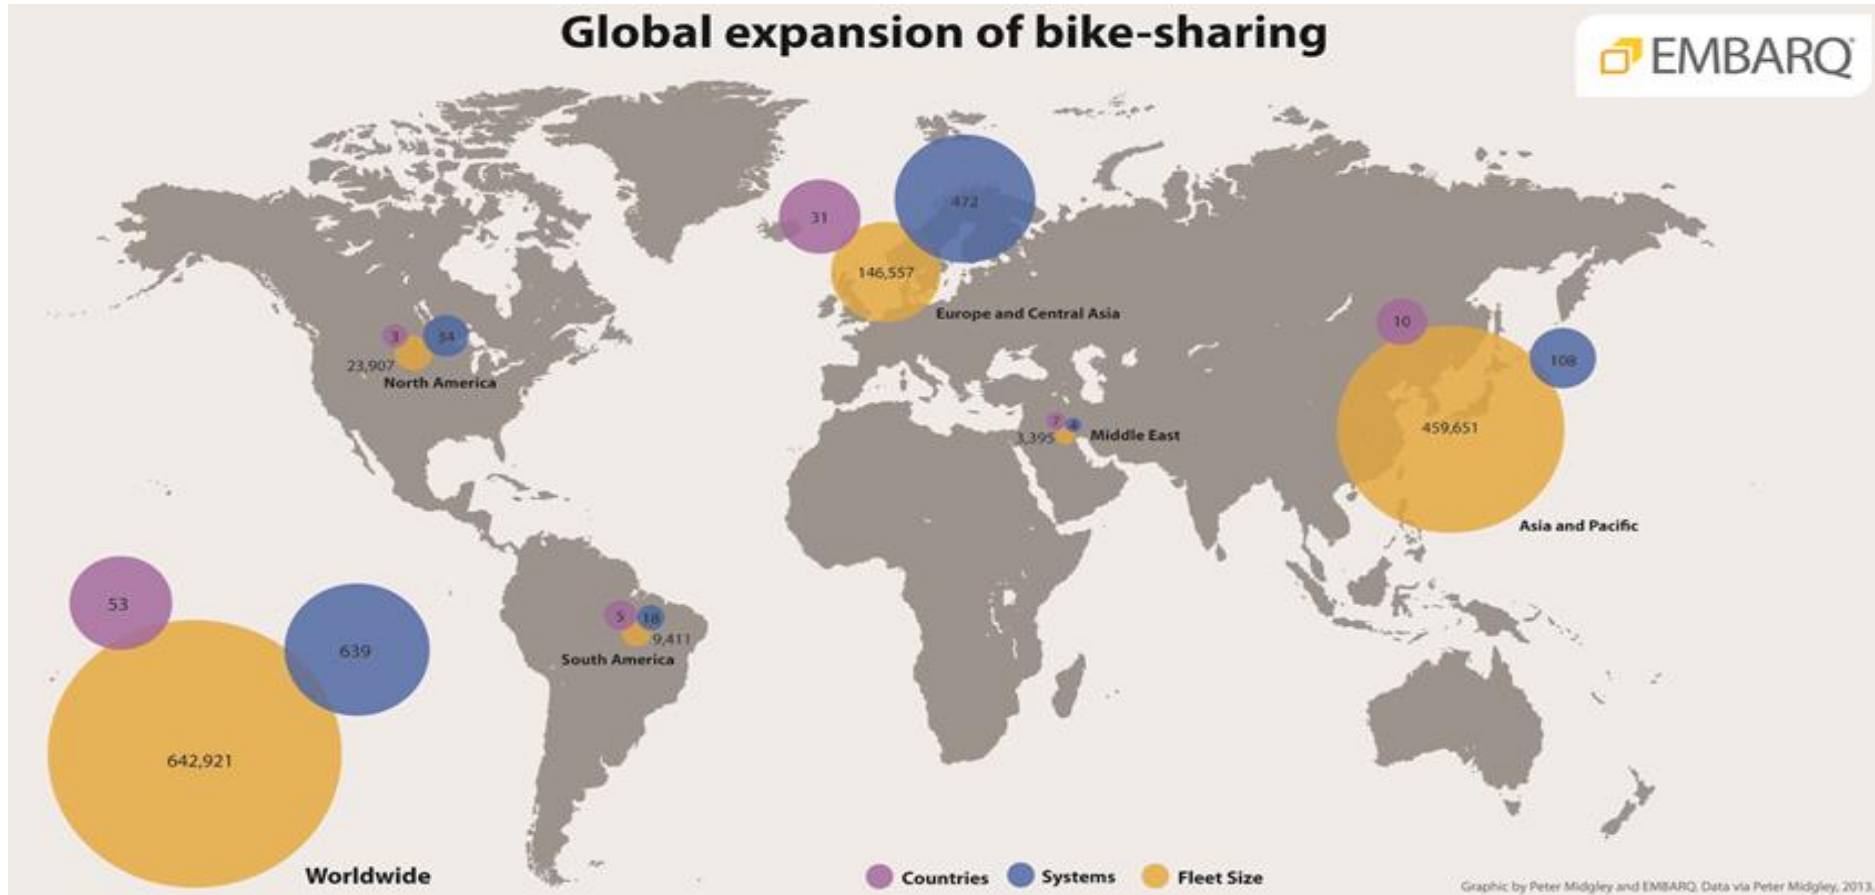 Global expansion of bike-sharing
EMBARQ
31
472
146,557
Europe and Central Asia
3
34
23,907
North America
10
108
459,651
Asia and Pacific
7
4
3,395
Middle East
53
639
642,921
Worldwide
5
18
9,411
South America
Countries
Systems
Fleet Size
Graphic by Peter Midgley and EMBARQ. Data via Peter Midgley, 2013.